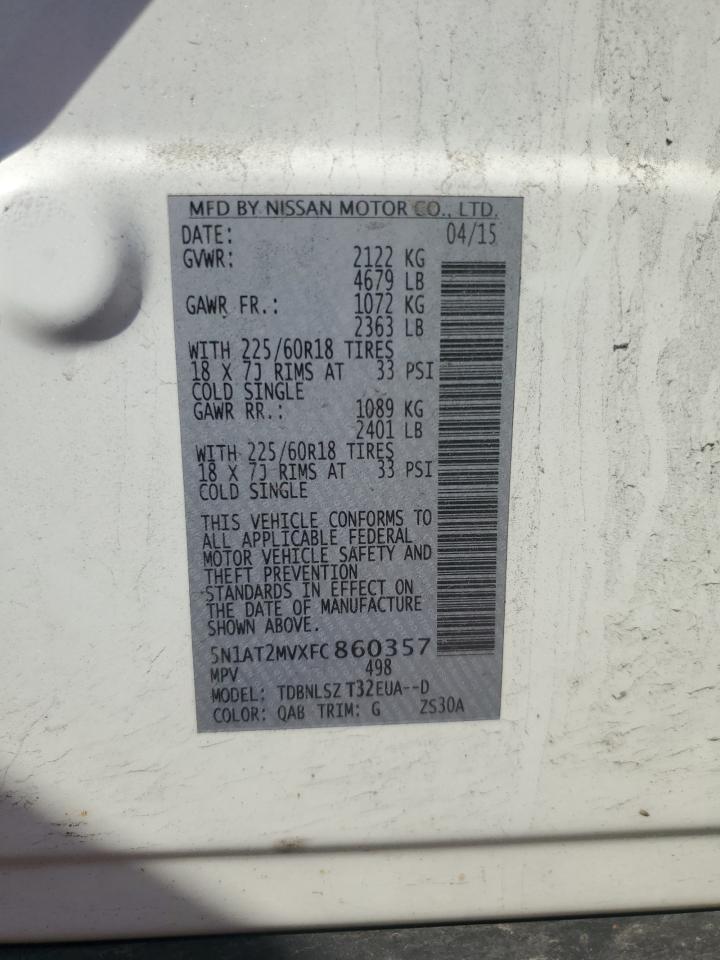 MFD BY NISSAN MOTOR CO., LTD.
DATE: 04/15
GVWR: 2122 KG
4679 LB
GAWR FR.: 1072 KG
2363 LB
WITH 225/60R18 TIRES
18 X 7J RIMS AT 33 PSI
COLD SINGLE
GAWR RR.: 1089 KG
2401 LB
WITH 225/60R18 TIRES
18 X 7J RIMS AT 33 PSI
COLD SINGLE
THIS VEHICLE CONFORMS TO
ALL APPLICABLE FEDERAL
MOTOR VEHICLE SAFETY AND
THEFT PREVENTION
STANDARDS IN EFFECT ON
THE DATE OF MANUFACTURE
SHOWN ABOVE.
5N1AT2MVXFC860357
MPV 498
MODEL: TDBNLSZ T32EUA--D
COLOR: QAB TRIM: G ZS30A